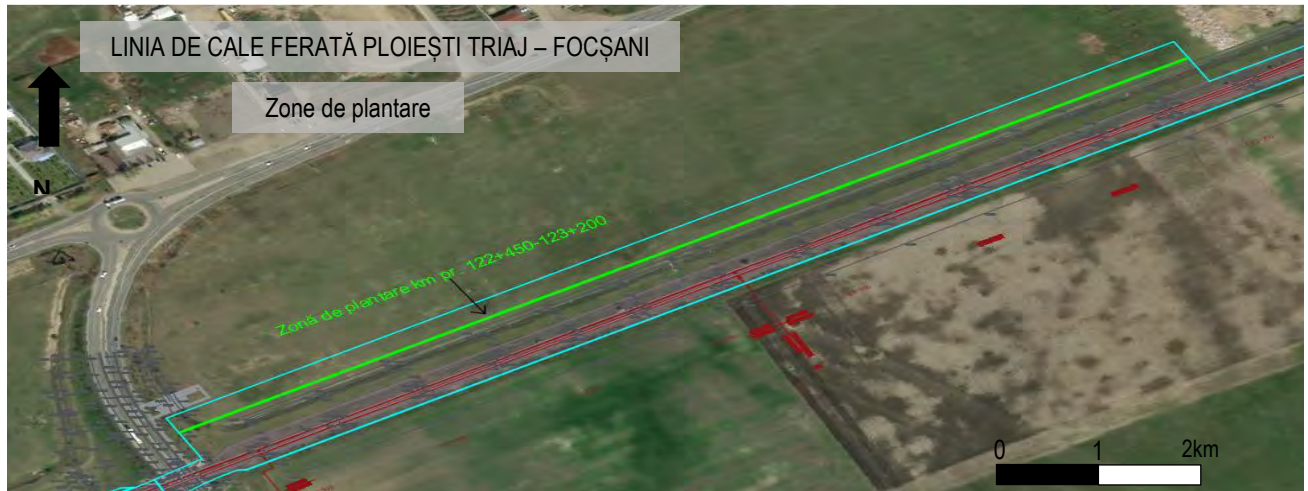 LINIA DE CALE FERATĂ PLOIEȘTI TRIAJ – FOCȘANI
Zone de plantare
N
Zonă de plantare km pr. 122+450-123+200
0 1 2km